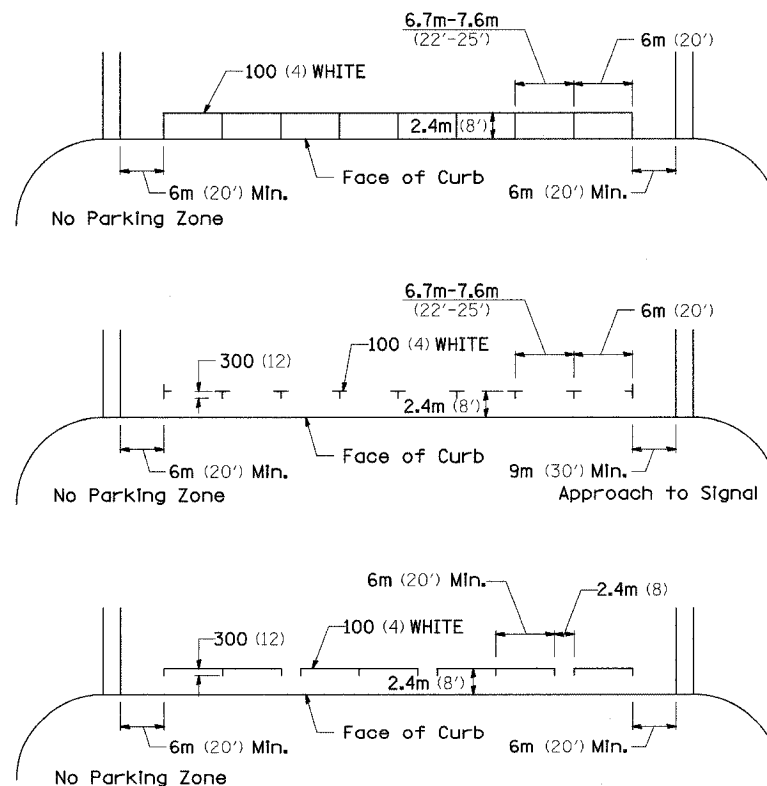 6.7m-7.6m
(22'-25')
6m (20')
100 (4) WHITE
2.4m (8')
6m (20') Min.
Face of Curb
6m (20') Min.
No Parking Zone
6.7m-7.6m
(22'-25')
6m (20')
300 (12)
100 (4) WHITE
2.4m (8')
6m (20') Min.
Face of Curb
9m (30') Min.
No Parking Zone
Approach to Signal
6m (20') Min.
2.4m (8)
300 (12)
100 (4) WHITE
2.4m (8')
6m (20') Min.
Face of Curb
6m (20') Min.
No Parking Zone